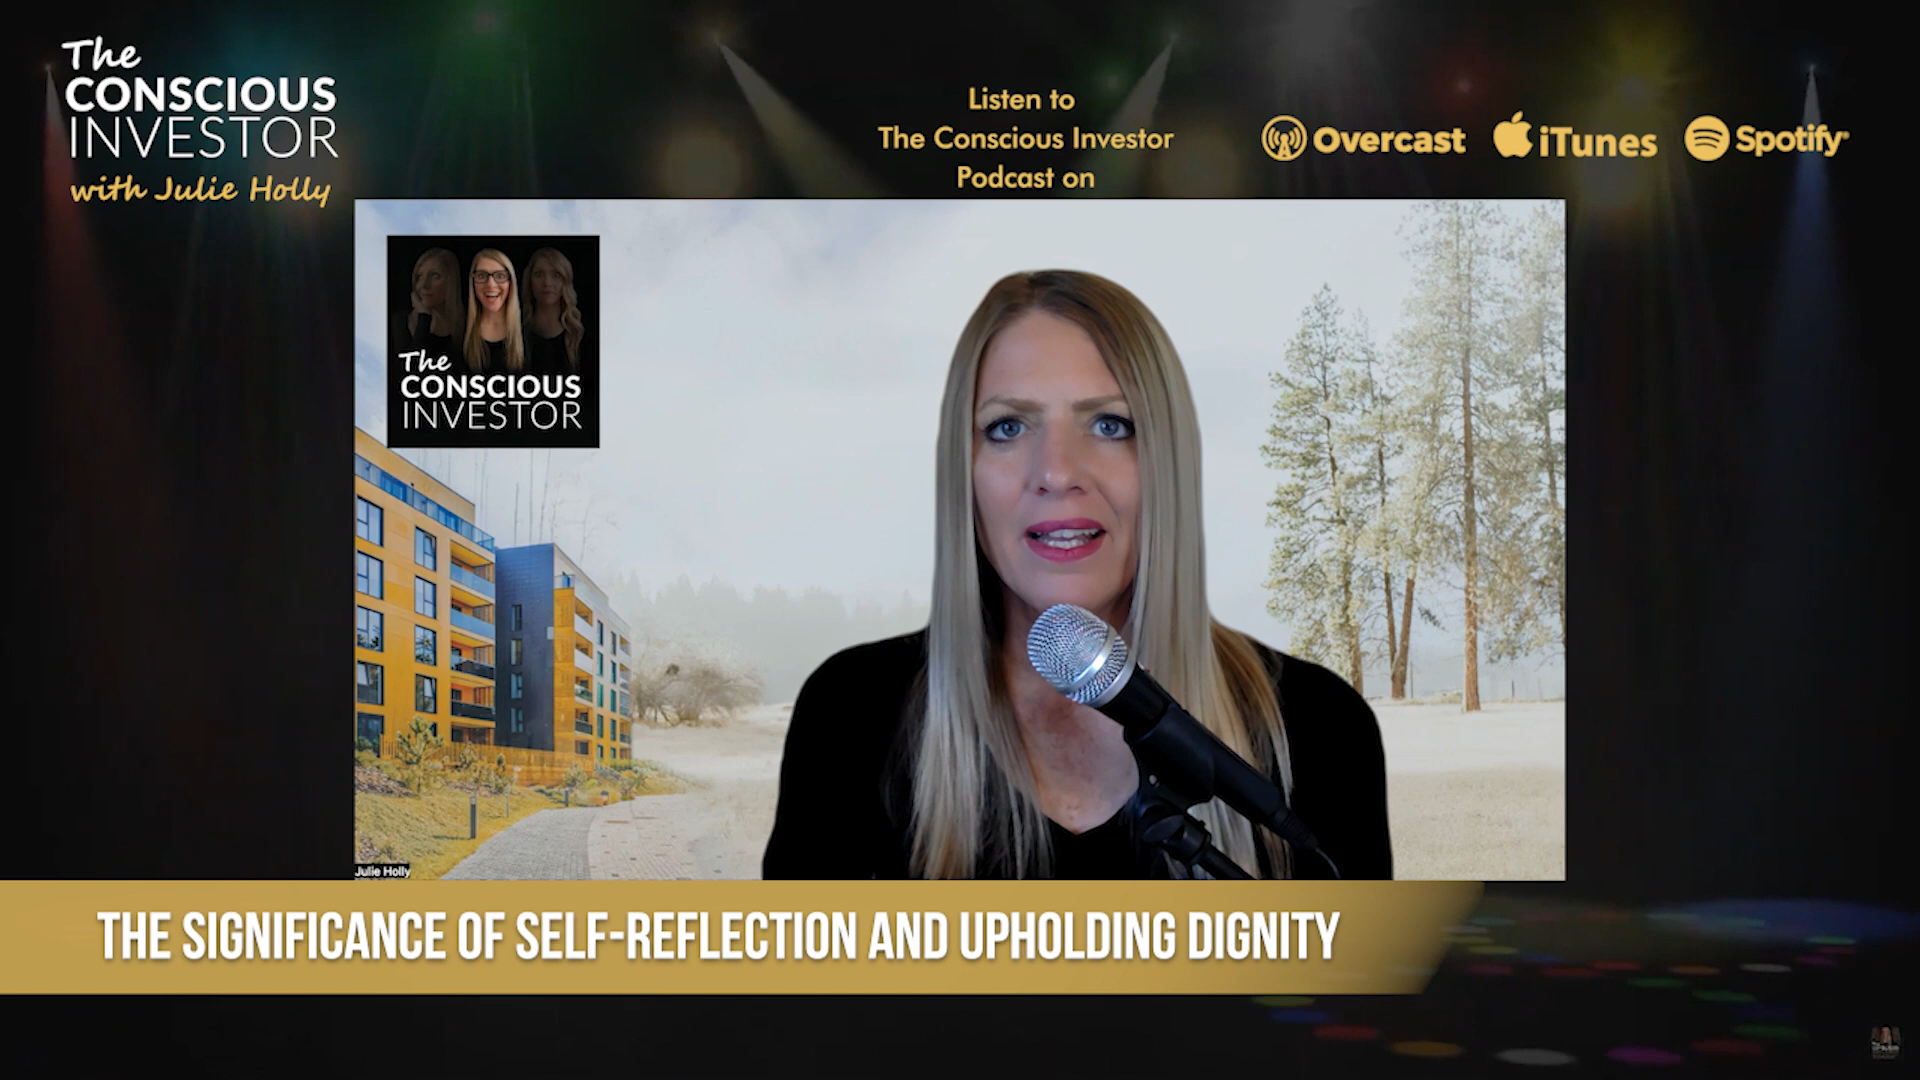 The
CONSCIOUS
INVESTOR
with Julie Holly
Listen to
The Conscious Investor
Podcast on
Overcast
iTunes
Spotify
The
CONSCIOUS
INVESTOR
Julie Holly
THE SIGNIFICANCE OF SELF-REFLECTION AND UPHOLDING DIGNITY